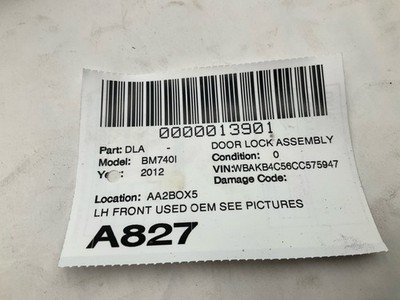 0000013901
Part: DLA - DOOR LOCK ASSEMBLY
Model: BM740I Condition: 0
Year: 2012 VIN:WBAKB4C56CC575947
Damage Code:
Location: AA2BOX5
LH FRONT USED OEM SEE PICTURES
A827